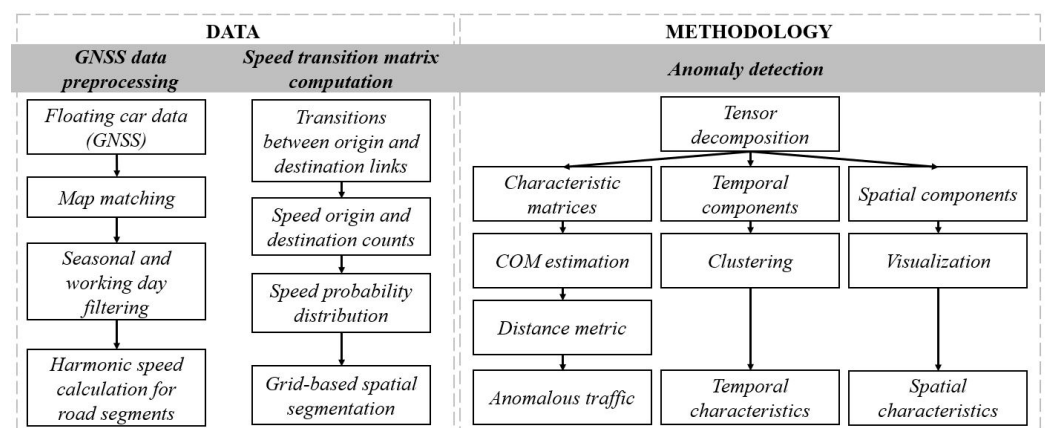 DATA
GNSS data
preprocessing
Floating car data
(GNSS)
Map matching
Seasonal and
working day
filtering
Harmonic speed
calculation for
road segments
Speed transition matrix
computation
Transitions
between origin and
destination links
Speed origin and
destination counts
Speed probability
distribution
Grid-based spatial
segmentation
METHODOLOGY
Anomaly detection
Tensor
decomposition
Characteristic
matrices
COM estimation
Distance metric
Anomalous traffic
Temporal
components
Clustering
Temporal
characteristics
Spatial components
Visualization
Spatial
characteristics